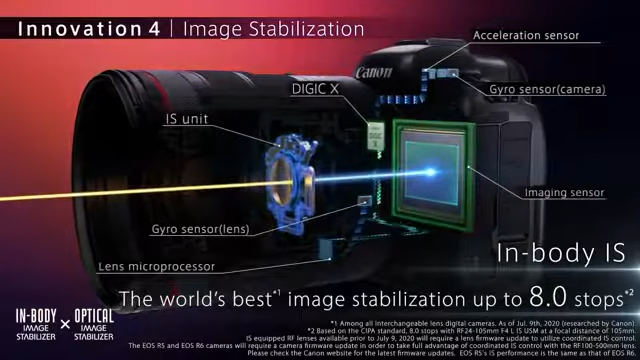 Innovation 4 | Image Stabilization
Acceleration sensor
Canon
DIGIC X
Gyro sensor(camera)
IS unit
DIGIC
X
Imaging sensor
Gyro sensor(lens)
Lens microprocessor
In-body IS
The world's best*1 image stabilization up to 8.0 stops*2
IN-BODY IMAGE STABILIZER × OPTICAL IMAGE STABILIZER
*1 Among all interchangeable lens digital cameras. As of Jul. 9th, 2020 (researched by Canon).
*2 Based on the CIPA standard, 8.0 stops with RF24-105mm F4 L IS USM at a local distance of 105mm.
IS equipped RF lenses available prior to July 9, 2020 will require a lens firmware update to utilize coordinated IS control.
The EOS R5 and EOS R6 cameras will require a camera firmware update in order to take full advantage of coordinated IS control with the RF100-500mm lens.
Please check the Canon website for the latest firmware updates. EOS R5's IS performance is the same as that of EOS R6.